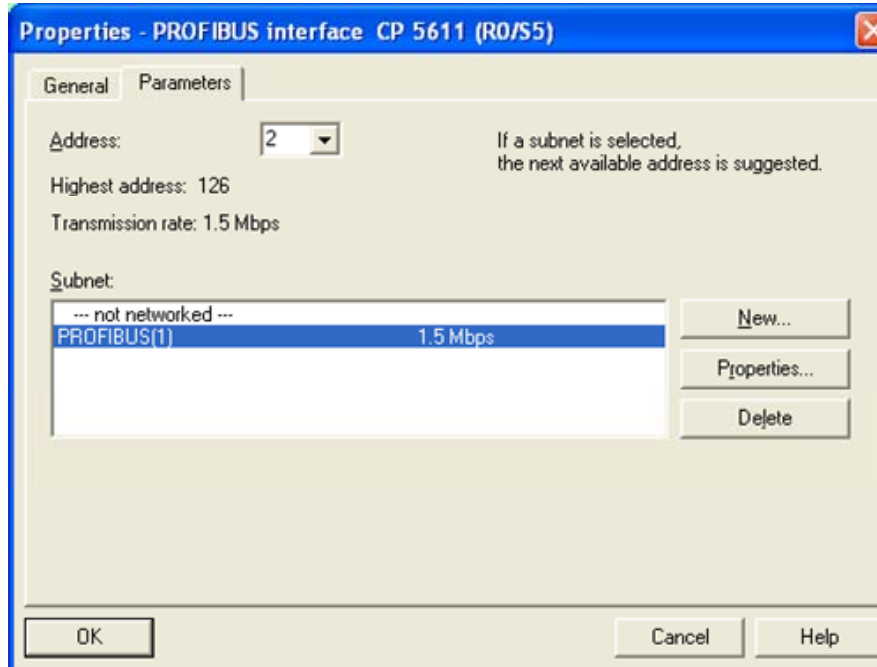 Properties - PROFIBUS interface CP 5611 (R0/S5)
General Parameters
Address: 2
If a subnet is selected,
the next available address is suggested.
Highest address: 126
Transmission rate: 1.5 Mbps
Subnet:
--- not networked ---
PROFIBUS(1) 1.5 Mbps
New...
Properties...
Delete
OK Cancel Help